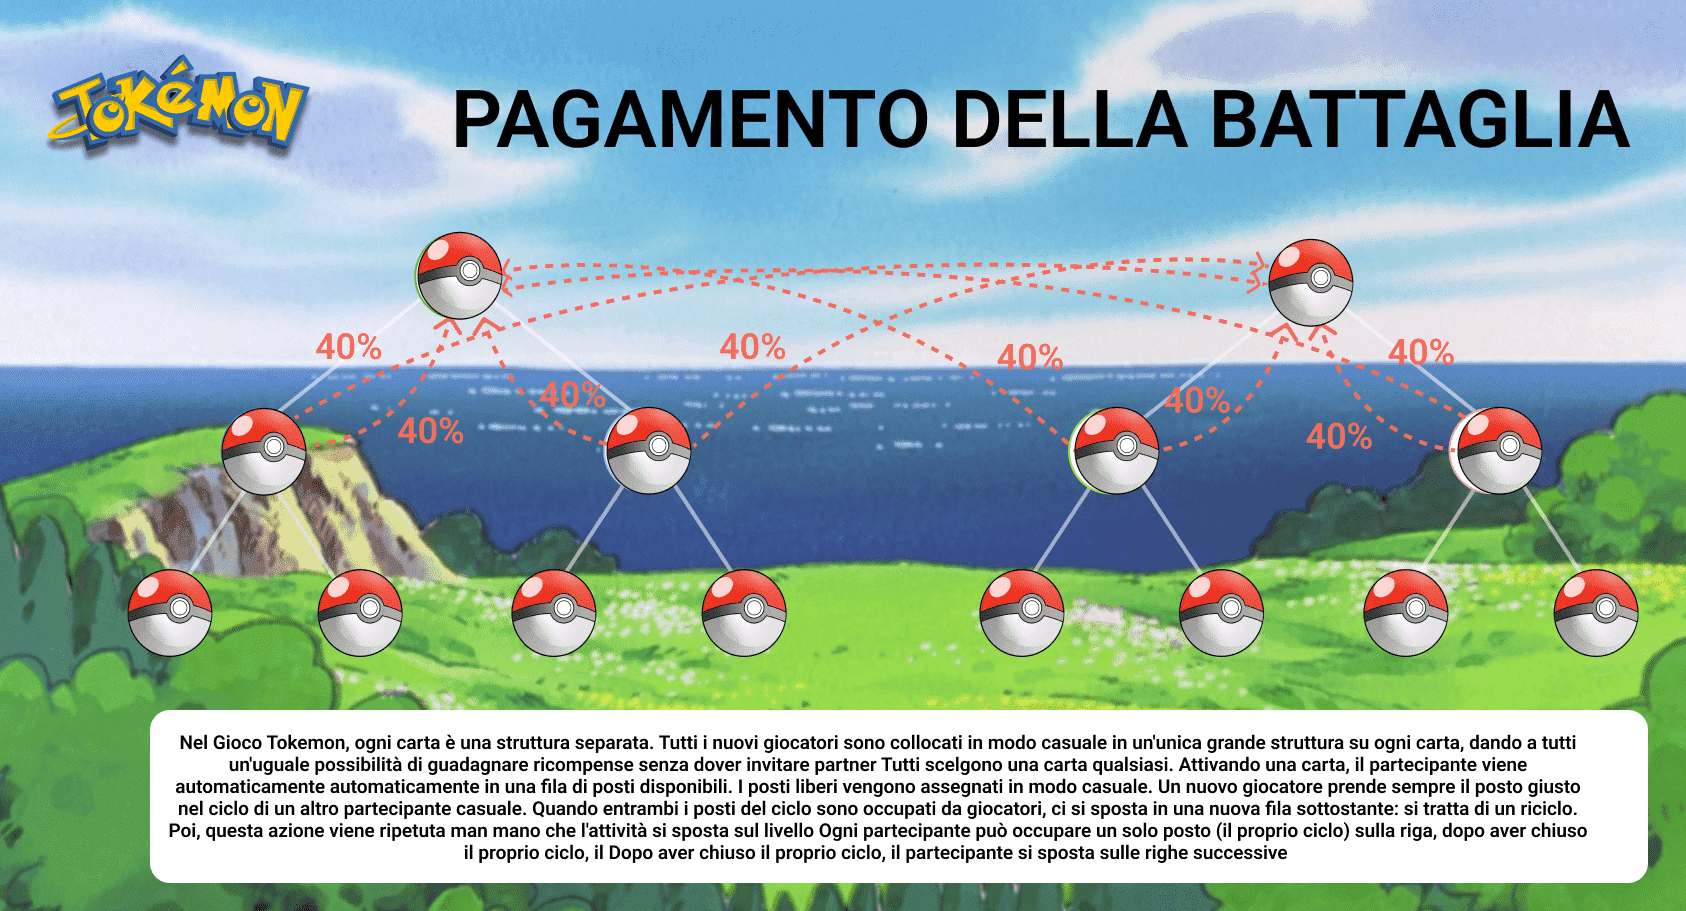 TOKéMON
PAGAMENTO DELLA BATTAGLIA
40%
40%
40%
40%
40%
40%
40%
40%
Nel Gioco Tokemon, ogni carta è una struttura separata. Tutti i nuovi giocatori sono collocati in modo casuale in un'unica grande struttura su ogni carta, dando a tutti
un'uguale possibilità di guadagnare ricompense senza dover invitare partner Tutti scelgono una carta qualsiasi. Attivando una carta, il partecipante viene
automaticamente automaticamente in una fila di posti disponibili. I posti liberi vengono assegnati in modo casuale. Un nuovo giocatore prende sempre il posto giusto
nel ciclo di un altro partecipante casuale. Quando entrambi i posti del ciclo sono occupati da giocatori, ci si sposta in una nuova fila sottostante: si tratta di un riciclo.
Poi, questa azione viene ripetuta man mano che l'attività si sposta sul livello Ogni partecipante può occupare un solo posto (il proprio ciclo) sulla riga, dopo aver chiuso
il proprio ciclo, il Dopo aver chiuso il proprio ciclo, il partecipante si sposta sulle righe successive